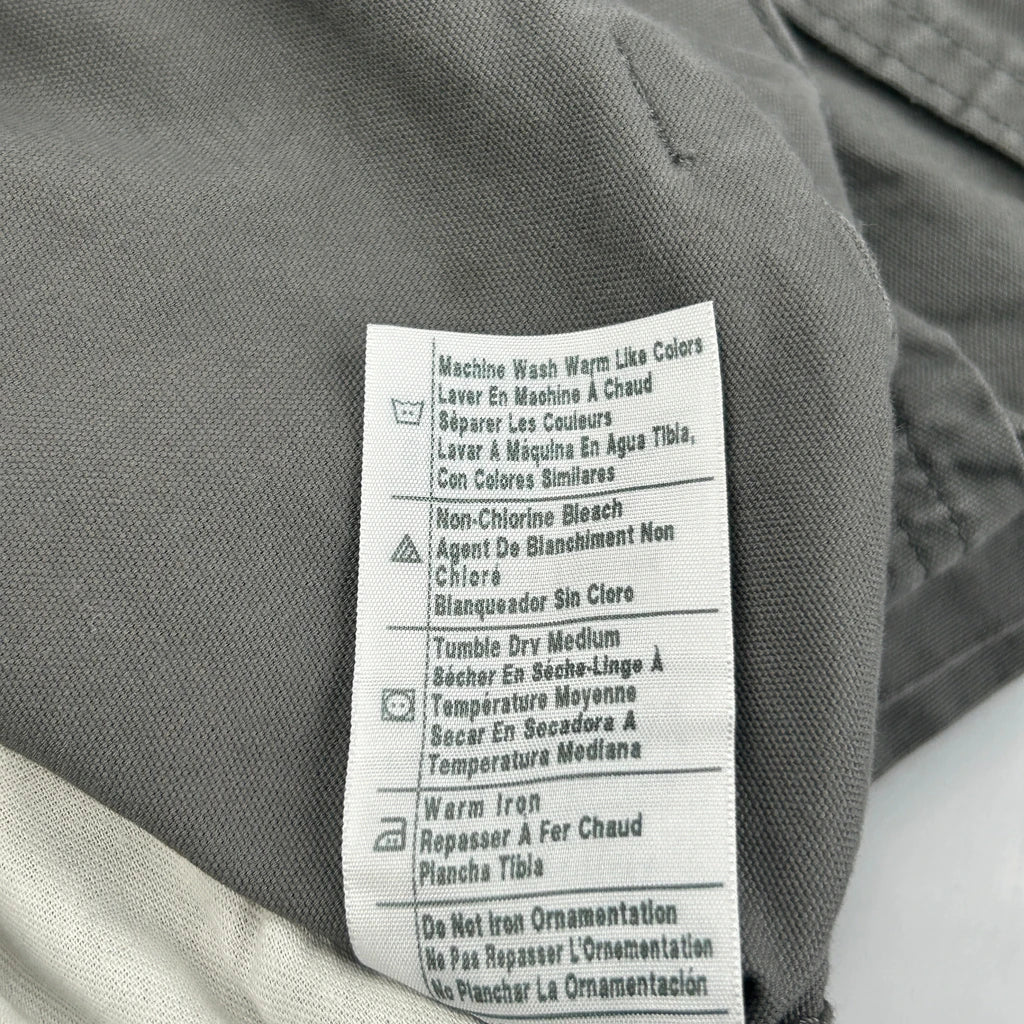 Machine Wash Warm Like Colors
Laver En Machine À Chaud
Séparer Les Couleurs
Lavar A Máquina En Agua Tibia,
Con Colores Similares
Non-Chlorine Bleach
Agent De Blanchiment Non
Chloré
Blanqueador Sin Cloro
Tumble Dry Medium
Sécher En Sèche-Linge À
Température Moyenne
Secar En Secadora A
Temperatura Mediana
Warm Iron
Repasser À Fer Chaud
Plancha Tibia
Do Not Iron Ornamentation
Ne Pas Repasser L'Ornementation
No Planchar La Ornamentación